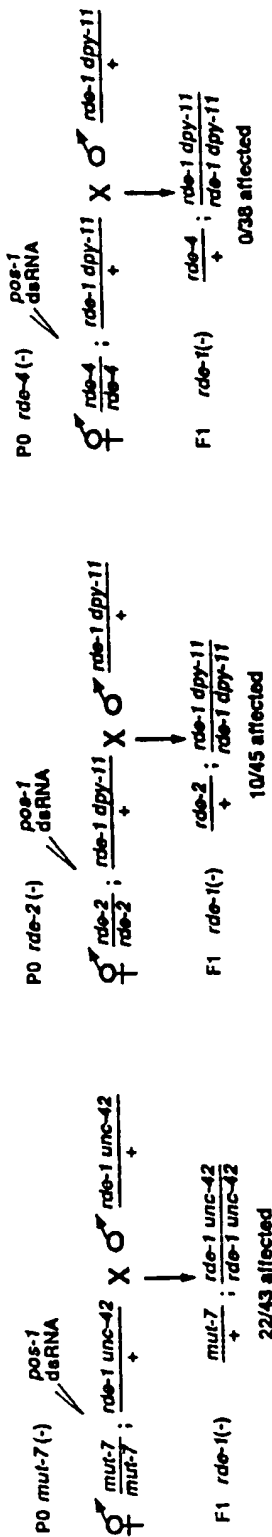 P0 mut-7 (-)
pos-1
dsRNA
⚥ mut-7 ; rde-1 unc-42 X ♂ rde-1 unc-42
mut-7 + +
F1 rde-1(-)
mut-7 ; rde-1 unc-42
+ rde-1 unc-42
22/43 affected
P0 rde-2 (-)
pos-1
dsRNA
⚥ rde-2 ; rde-1 dpy-11 X ♂ rde-1 dpy-11
rde-2 + +
F1 rde-1(-)
rde-2 ; rde-1 dpy-11
+ rde-1 dpy-11
10/45 affected
P0 rde-4 (-)
pos-1
dsRNA
⚥ rde-4 ; rde-1 dpy-11 X ♂ rde-1 dpy-11
rde-4 + +
F1 rde-1(-)
rde-4 ; rde-1 dpy-11
+ rde-1 dpy-11
0/38 affected